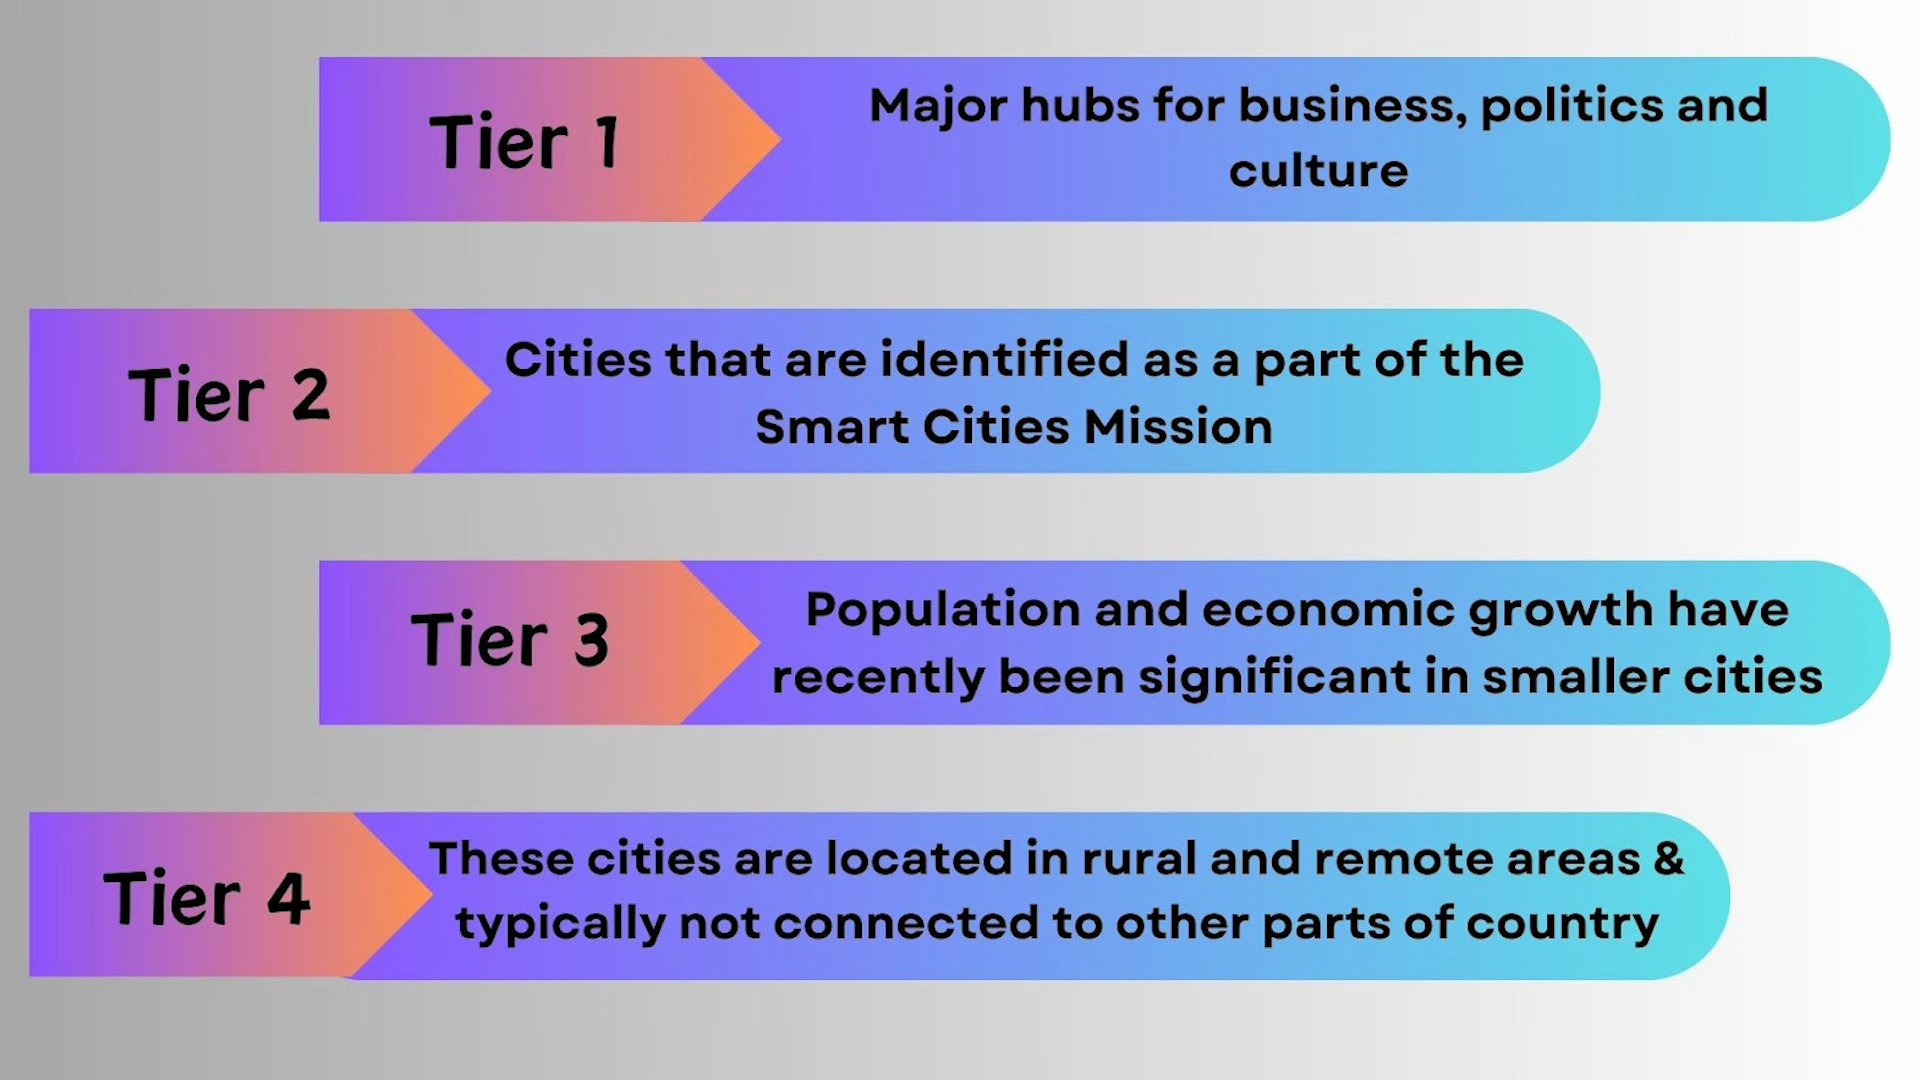 Tier 1
Major hubs for business, politics and
culture
Tier 2
Cities that are identified as a part of the
Smart Cities Mission
Tier 3
Population and economic growth have
recently been significant in smaller cities
Tier 4
These cities are located in rural and remote areas &
typically not connected to other parts of country